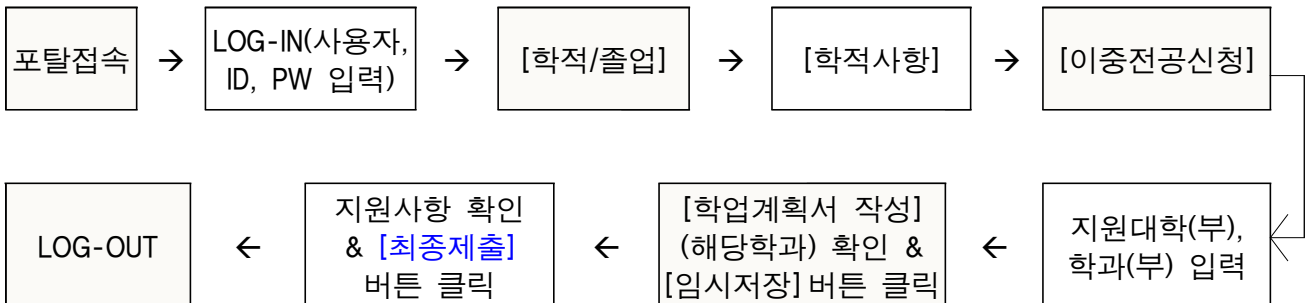 포탈접속 → LOG-IN(사용자,
ID, PW 입력) → [학적/졸업] → [학적사항] → [이중전공신청]
지원대학(부),
학과(부) 입력
←
[학업계획서 작성]
(해당학과) 확인 &
[임시저장] 버튼 클릭
←
지원사항 확인
& [최종제출]
버튼 클릭
←
LOG-OUT